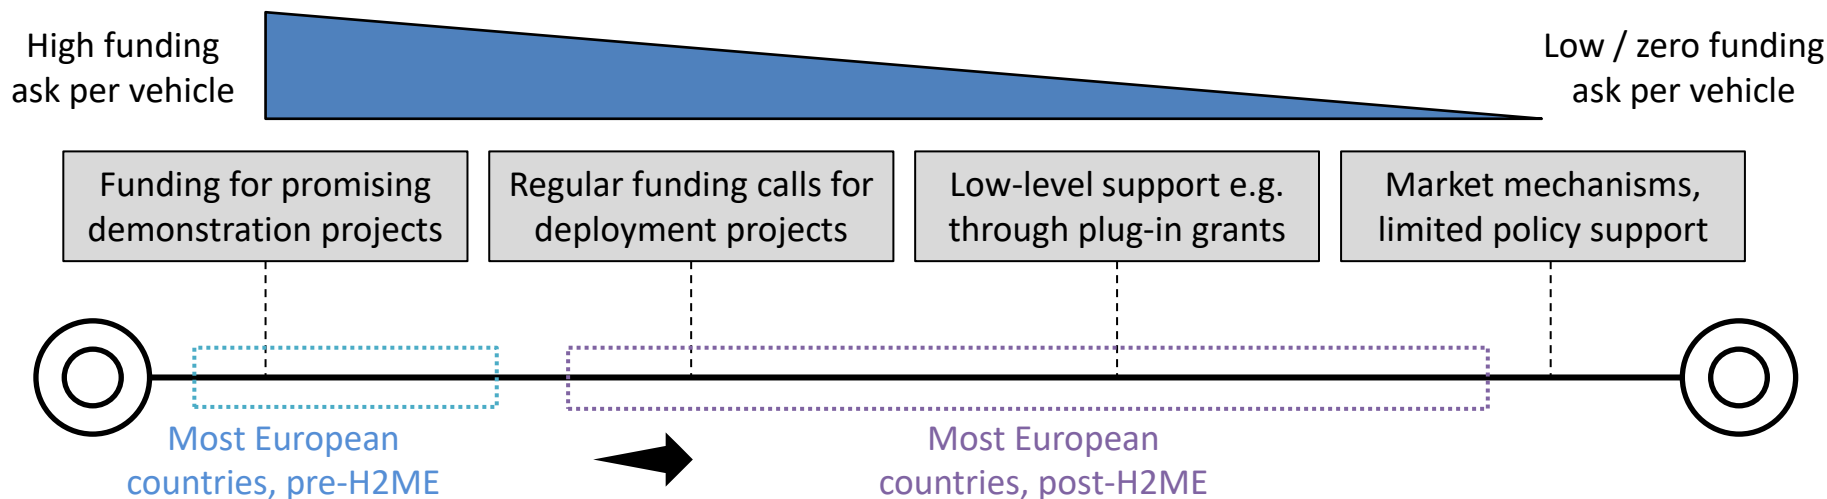 High funding
ask per vehicle
Low / zero funding
ask per vehicle
Funding for promising
demonstration projects
Regular funding calls for
deployment projects
Low-level support e.g.
through plug-in grants
Market mechanisms,
limited policy support
Most European
countries, pre-H2ME
Most European
countries, post-H2ME